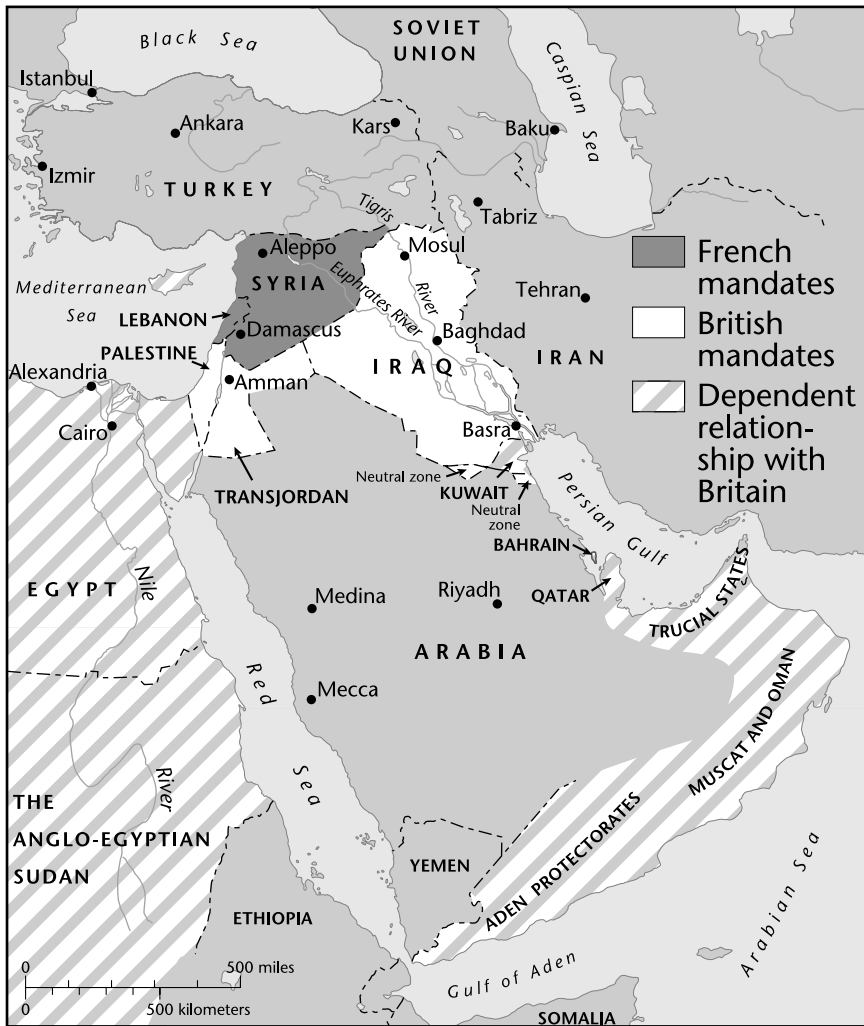 Black Sea
SOVIET
UNION
Caspian Sea
Istanbul
Ankara
Kars
Baku
Izmir
TURKEY
Tigris
Tabriz
Aleppo
Mosul
SYRIA
River
Euphrates River
French
mandates
Mediterranean
Sea
Tehran
LEBANON
Damascus
Baghdad
British
mandates
PALESTINE
IRAQ
IRAN
Alexandria
Amman
Dependent
relation-
ship with
Britain
Cairo
Basra
Neutral zone
TRANSJORDAN
KUWAIT
Neutral
zone
Persian Gulf
BAHRAIN
EGYPT
Nile
Medina
Riyadh
QATAR
TRUCIAL STATES
ARABIA
Red
Sea
Mecca
MUSCAT AND OMAN
River
THE
ANGLO-EGYPTIAN
SUDAN
ADEN PROTECTORATES
YEMEN
Arabian Sea
ETHIOPIA
0
500 miles
0
500 kilometers
Gulf of Aden
SOMALIA